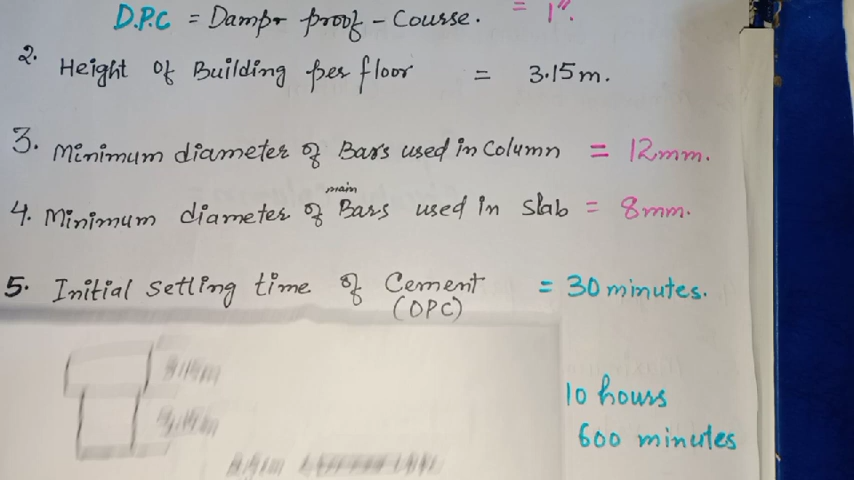 D.P.C = Dampr proof - Course. = 1".
2. Height of Building per floor = 3.15m.
3. Minimum diameter of Bars used in Column = 12mm.
main
4. Minimum diameter of Bars used in slab = 8mm.
5. Initial setling time of Cement = 30 minutes.
(OPC)
10 hours
600 minutes